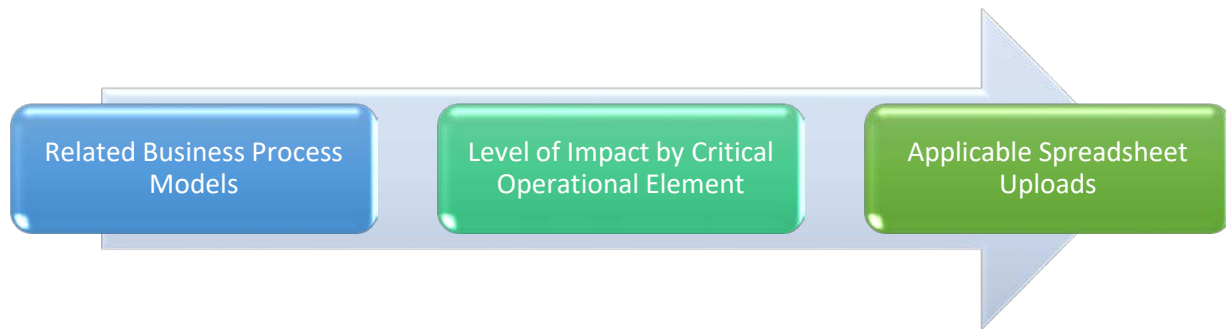 Related Business Process
Models
Level of Impact by Critical
Operational Element
Applicable Spreadsheet
Uploads